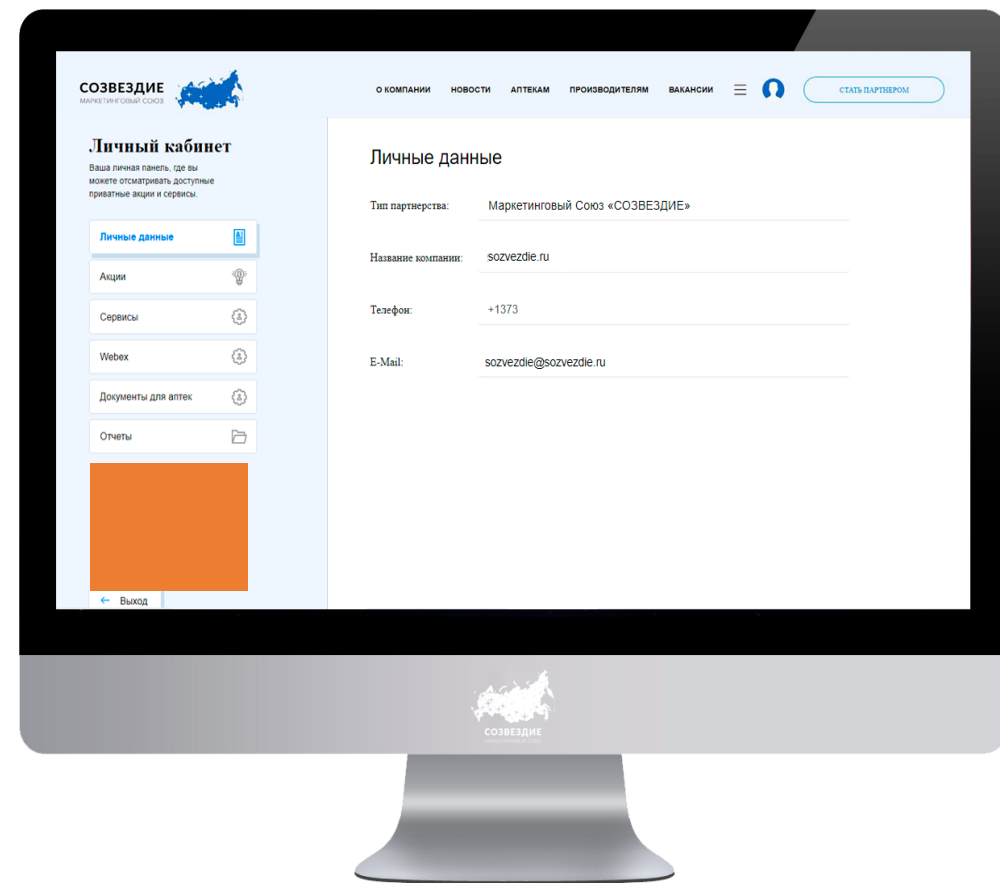 СОЗВЕЗДИЕ
МАРКЕТИНГОВЫЙ СОЮЗ
О КОМПАНИИ НОВОСТИ АПТЕКАМ ПРОИЗВОДИТЕЛЯМ ВАКАНСИИ СТАТЬ ПАРТНЕРОМ
Личный кабинет
Ваша личная панель, где вы
можете отсматривать доступные
приватные акции и сервисы.
Личные данные
Акции
Сервисы
Webex
Документы для аптек
Отчеты
← Выход
Личные данные
Тип партнерства: Маркетинговый Союз «СОЗВЕЗДИЕ»
Название компании: sozvezdie.ru
Телефон: +1373
E-Mail: sozvezdie@sozvezdie.ru
СОЗВЕЗДИЕ